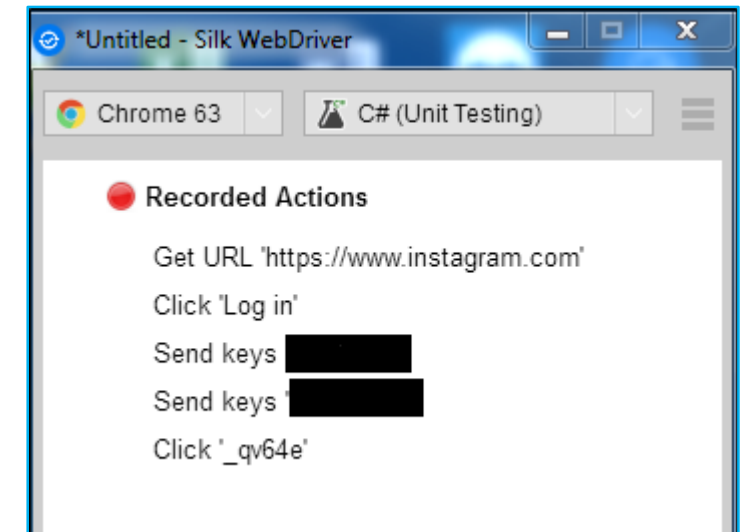 *Untitled - Silk WebDriver
Chrome 63 C# (Unit Testing)
Recorded Actions
Get URL 'https://www.instagram.com'
Click 'Log in'
Send keys
Send keys '
Click '_qv64e'